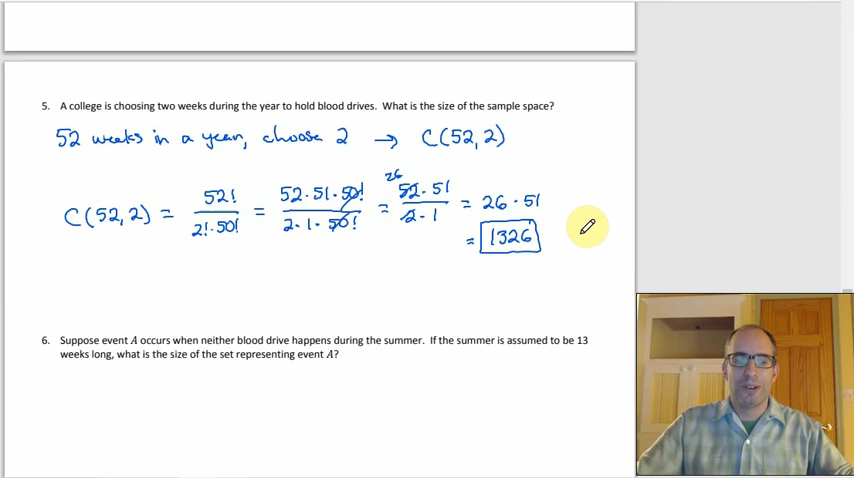 5. A college is choosing two weeks during the year to hold blood drives. What is the size of the sample space?
52 weeks in a year, choose 2 → C(52,2)
C(52,2) = 52! / 2!·50! = 52·51·50! / 2·1·50! = 26 52·51 / 2·1 = 26·51
= 1326
6. Suppose event A occurs when neither blood drive happens during the summer. If the summer is assumed to be 13
weeks long, what is the size of the set representing event A?